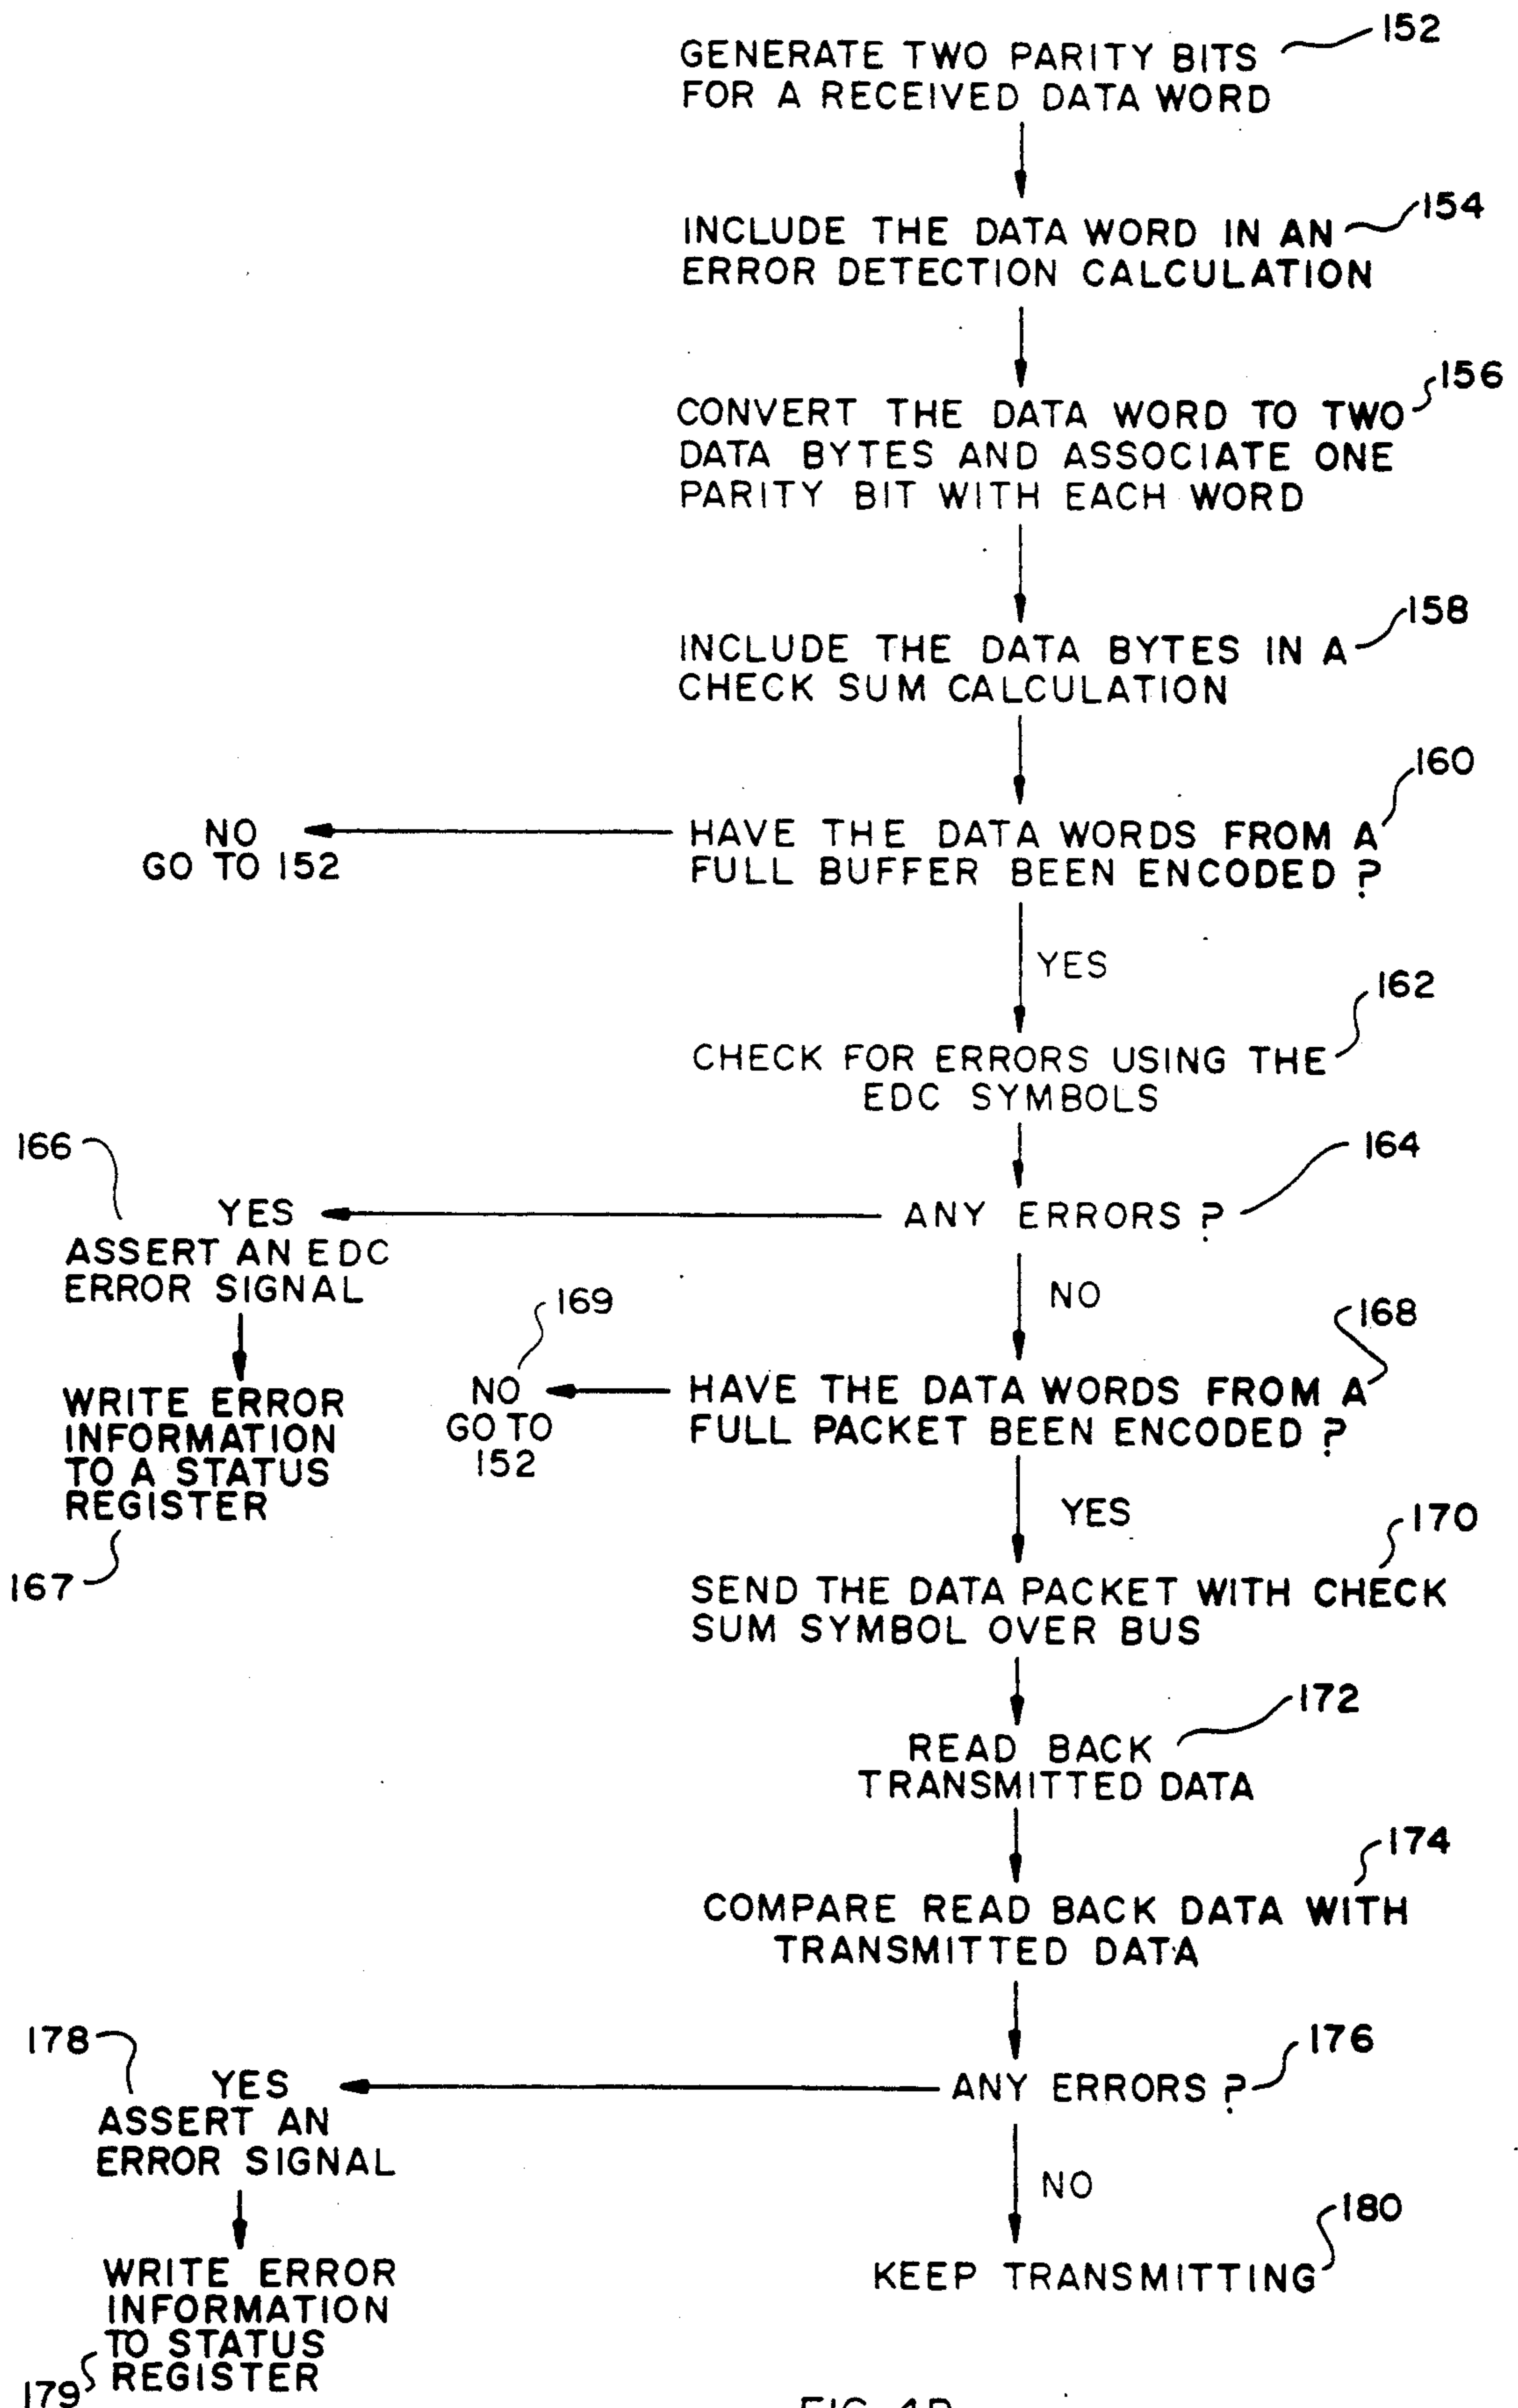 152
GENERATE TWO PARITY BITS
FOR A RECEIVED DATA WORD
154
INCLUDE THE DATA WORD IN AN
ERROR DETECTION CALCULATION
156
CONVERT THE DATA WORD TO TWO
DATA BYTES AND ASSOCIATE ONE
PARITY BIT WITH EACH WORD
158
INCLUDE THE DATA BYTES IN A
CHECK SUM CALCULATION
160
HAVE THE DATA WORDS FROM A
FULL BUFFER BEEN ENCODED ?
NO
GO TO 152
YES
162
CHECK FOR ERRORS USING THE
EDC SYMBOLS
164
ANY ERRORS ?
166
YES
ASSERT AN EDC
ERROR SIGNAL
WRITE ERROR
INFORMATION
TO A STATUS
REGISTER
167
NO
168
HAVE THE DATA WORDS FROM A
FULL PACKET BEEN ENCODED ?
169
NO
GO TO
152
YES
170
SEND THE DATA PACKET WITH CHECK
SUM SYMBOL OVER BUS
172
READ BACK
TRANSMITTED DATA
174
COMPARE READ BACK DATA WITH
TRANSMITTED DATA
176
ANY ERRORS ?
178
YES
ASSERT AN
ERROR SIGNAL
WRITE ERROR
INFORMATION
TO STATUS
REGISTER
179
NO
180
KEEP TRANSMITTING